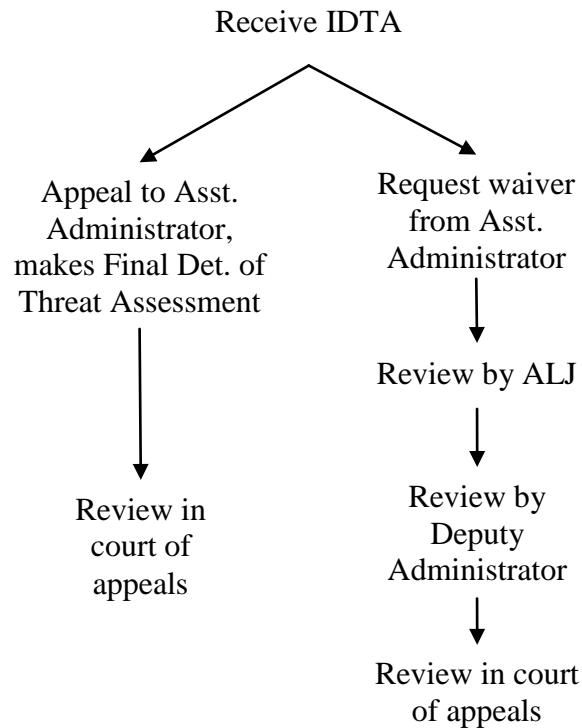 Receive IDTA
Appeal to Asst.
Administrator,
makes Final Det. of
Threat Assessment
Review in
court of
appeals
Request waiver
from Asst.
Administrator
Review by ALJ
Review by
Deputy
Administrator
Review in court
of appeals